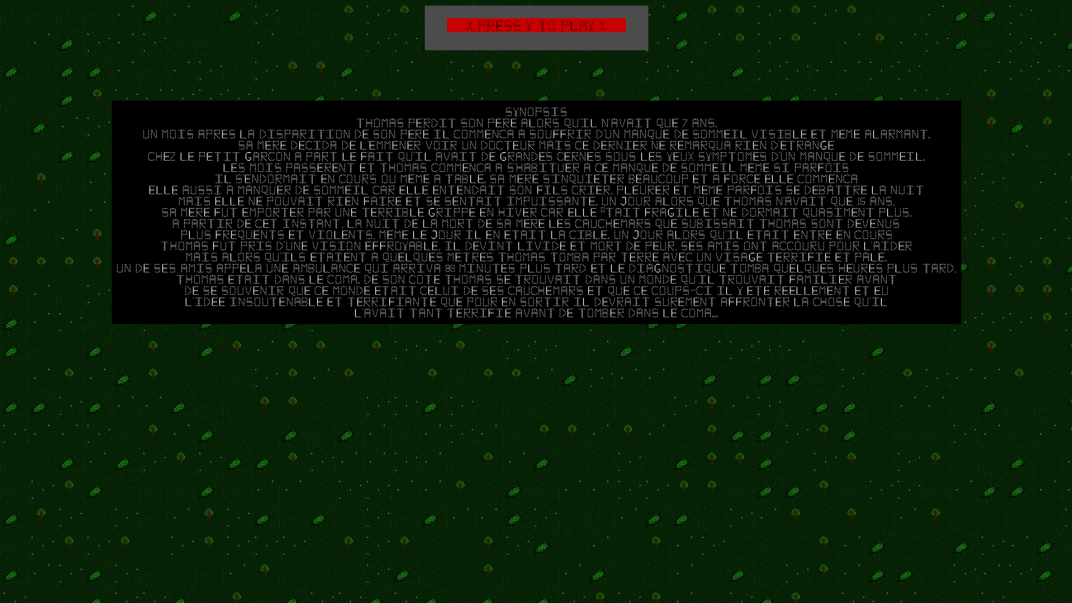 X PRESS Y TO PLAY X
SYNOPSIS
THOMAS PERDIT SON PERE ALORS QU'IL N'AVAIT QUE 7 ANS.
UN MOIS APRES LA DISPARITION DE SON PERE IL COMMENCA A SOUFFRIR D'UN MANQUE DE SOMMEIL VISIBLE ET MEME ALARMANT.
SA MERE DECIDA DE L'EMMENER VOIR UN DOCTEUR MAIS CE DERNIER NE REMARQUA RIEN D'ETRANGE
CHEZ LE PETIT GARCON A PART LE FAIT QU'IL AVAIT DE GRANDES CERNES SOUS LES YEUX SYMPTOMES D'UN MANQUE DE SOMMEIL.
LES MOIS PASSERENT ET THOMAS COMMENCA A S'HABITUER A CE MANQUE DE SOMMEIL MEME SI PARFOIS
IL S'ENDORMAIT EN COURS OU MEME A TABLE. SA MERE S'INQUIETER BEAUCOUP ET A FORCE ELLE COMMENCA
ELLE AUSSI A MANQUER DE SOMMEIL CAR ELLE ENTENDAIT SON FILS CRIER, PLEURER ET MEME PARFOIS SE DEBATTRE LA NUIT
MAIS ELLE NE POUVAIT RIEN FAIRE ET SE SENTAIT IMPUISSANTE. UN JOUR ALORS QUE THOMAS N'AVAIT QUE 15 ANS.
SA MERE FUT EMPORTER PAR UNE TERRIBLE GRIPPE EN HIVER CAR ELLE TAIT FRAGILE ET NE DORMAIT QUASIMENT PLUS.
A PARTIR DE CET INSTANT, LA NUIT DE LA MORT DE SA MERE LES CAUCHEMARS QUE SUBISSAIT THOMAS SONT DEVENUS
PLUS FREQUENTS ET VIOLENTS, MEME LE JOUR IL EN ETAIT LA CIBLE. UN JOUR ALORS QU'IL ETAIT ENTRE EN COURS
THOMAS FUT PRIS D'UNE VISION EFFROYABLE, IL DEVINT LIVIDE ET MORT DE PEUR, SES AMIS ONT ACCOURU POUR L'AIDER
MAIS ALORS QU'ILS ETAIENT A QUELQUES METRES THOMAS TOMBA PAR TERRE AVEC UN VISAGE TERRIFIE ET PALE.
UN DE SES AMIS APPELA UNE AMBULANCE QUI ARRIVA MINUTES PLUS TARD ET LE DIAGNOSTIQUE TOMBA QUELQUES HEURES PLUS TARD,
THOMAS ETAIT DANS LE COMA. DE SON COTE THOMAS SE TROUVAIT DANS UN MONDE QU'IL TROUVAIT FAMILIER AVANT
DE SE SOUVENIR QUE CE MONDE ETAIT CELUI DE SES CAUCHEMARS ET QUE CE COUPS-CI IL Y ETE REELLEMENT ET EU
L'IDEE INSOUTENABLE ET TERRIFIANTE QUE POUR EN SORTIR IL DEVRAIT SUREMENT AFFRONTER LA CHOSE QU'IL
L'AVAIT TANT TERRIFIE AVANT DE TOMBER DANS LE COMA...